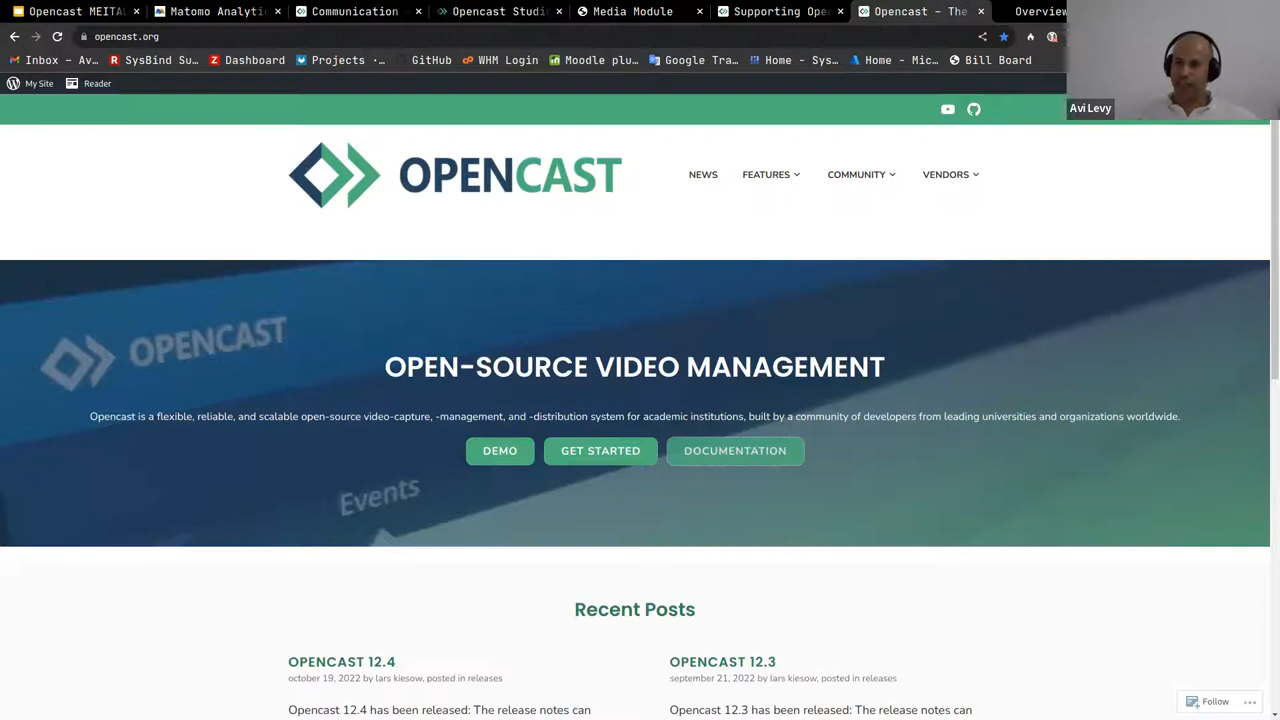 Opencast MEITAL
Matomo Analytic
Communication
Opencast Studi
Media Module
Supporting Ope
Opencast – The
Overview
opencast.org
Inbox – Av…
SysBind Su…
Dashboard
Projects ·…
GitHub
WHM Login
Moodle plu…
Google Tra…
Home - Sys…
Home - Mic…
Bill Board
My Site
Reader
Avi Levy
OPENCAST
NEWS
FEATURES
COMMUNITY
VENDORS
OPENCAST
OPEN-SOURCE VIDEO MANAGEMENT
Opencast is a flexible, reliable, and scalable open-source video-capture, -management, and -distribution system for academic institutions, built by a community of developers from leading universities and organizations worldwide.
DEMO
GET STARTED
DOCUMENTATION
Events
Recent Posts
OPENCAST 12.4
october 19, 2022 by lars kiesow, posted in releases
Opencast 12.4 has been released: The release notes can
OPENCAST 12.3
september 21, 2022 by lars kiesow, posted in releases
Opencast 12.3 has been released: The release notes can
Follow